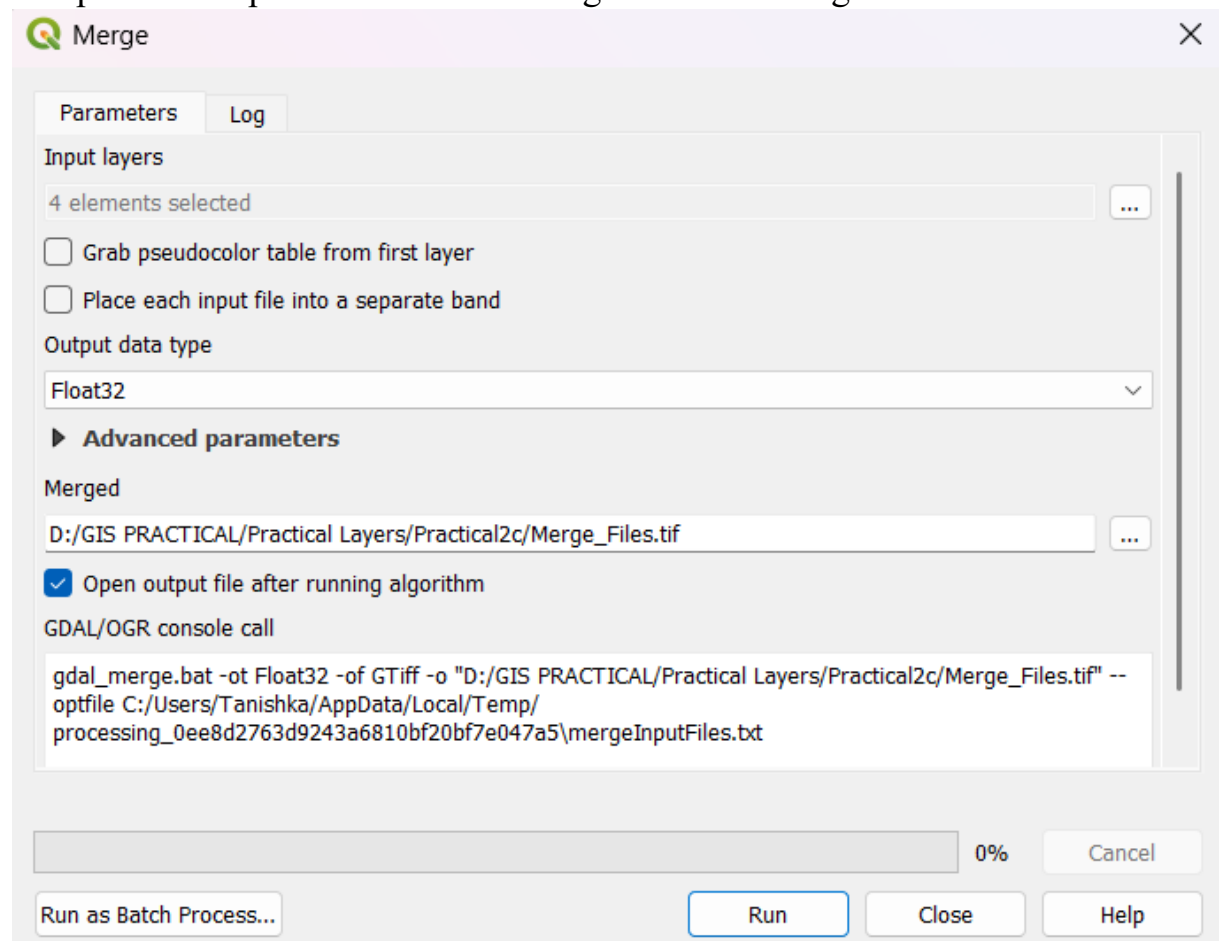 Merge
Parameters
Log
Input layers
4 elements selected
...
Grab pseudocolor table from first layer
Place each input file into a separate band
Output data type
Float32
Advanced parameters
Merged
D:/GIS PRACTICAL/Practical Layers/Practical2c/Merge_Files.tif
...
Open output file after running algorithm
GDAL/OGR console call
gdal_merge.bat -ot Float32 -of GTiff -o "D:/GIS PRACTICAL/Practical Layers/Practical2c/Merge_Files.tif" --
optfile C:/Users/Tanishka/AppData/Local/Temp/
processing_0ee8d2763d9243a6810bf20bf7e047a5\mergeInputFiles.txt
0%
Cancel
Run as Batch Process...
Run
Close
Help